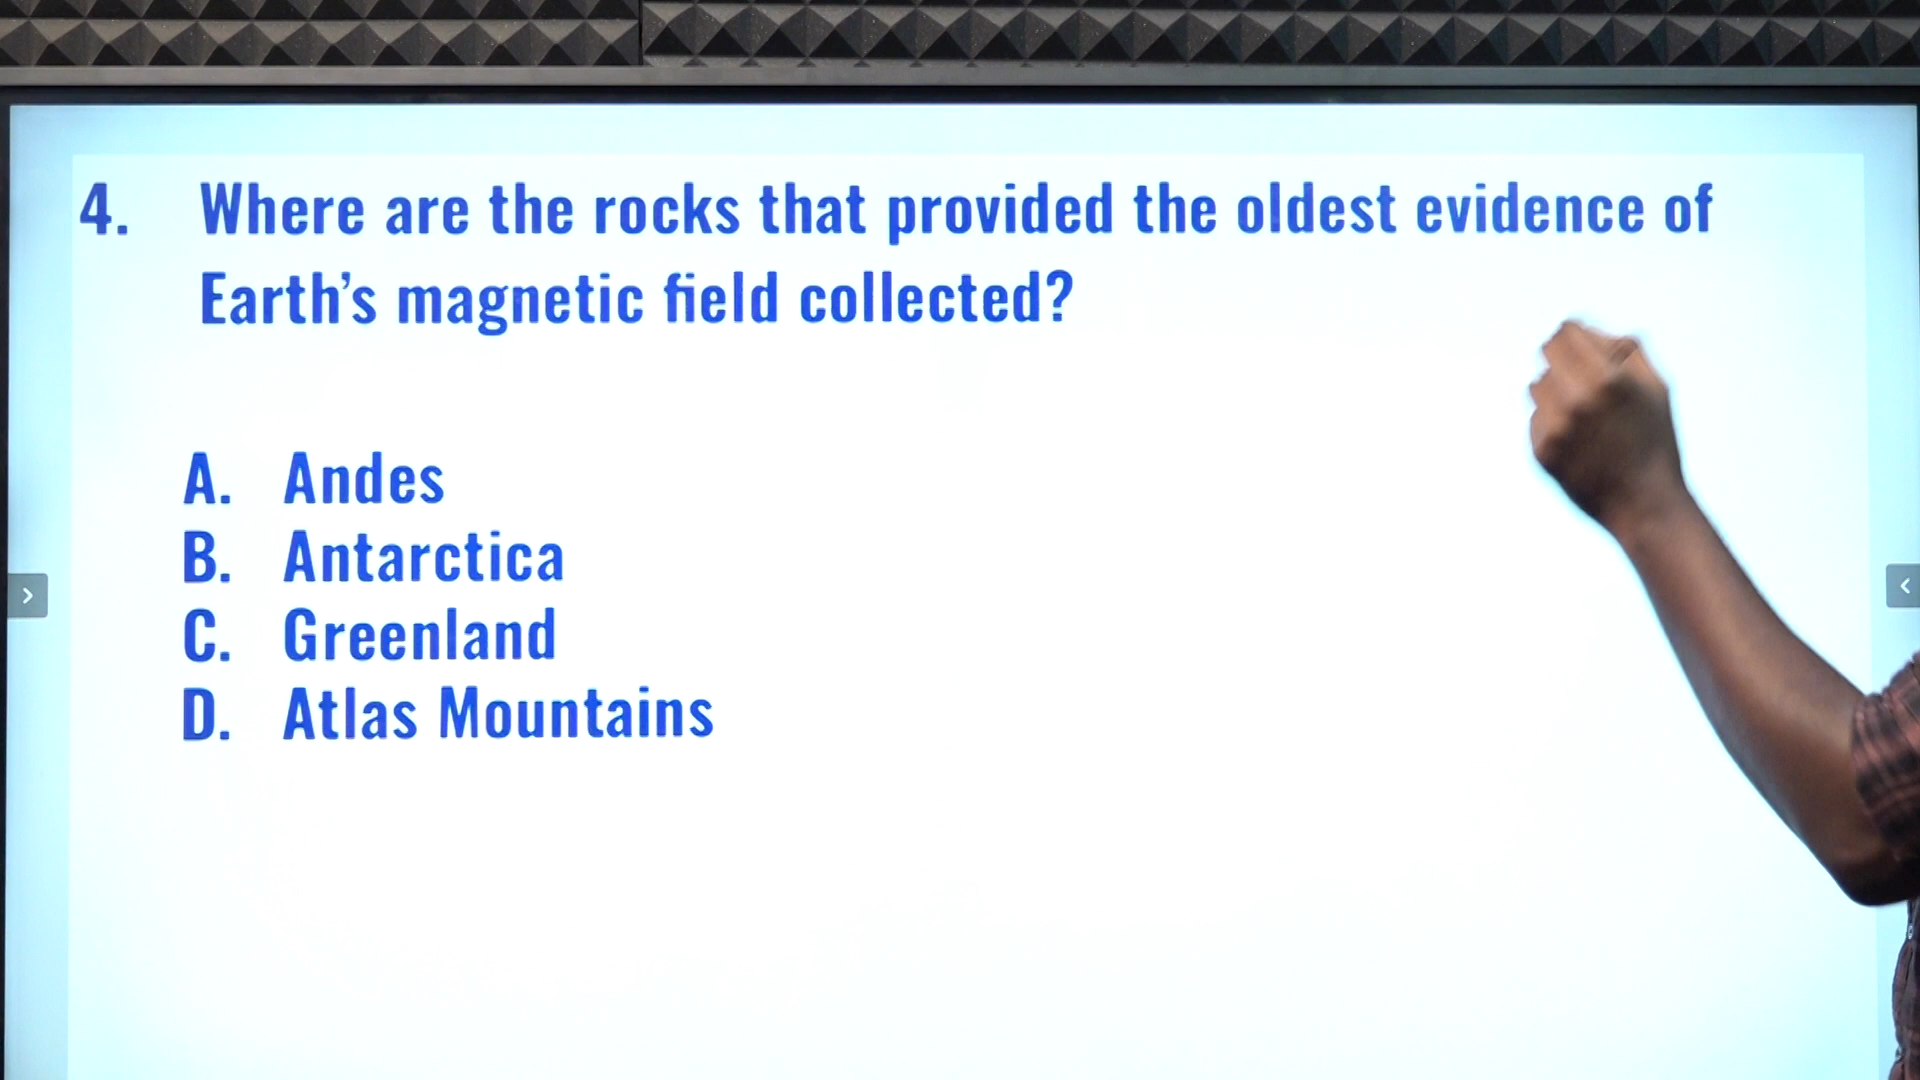 4. Where are the rocks that provided the oldest evidence of
Earth’s magnetic field collected?
A. Andes
B. Antarctica
C. Greenland
D. Atlas Mountains